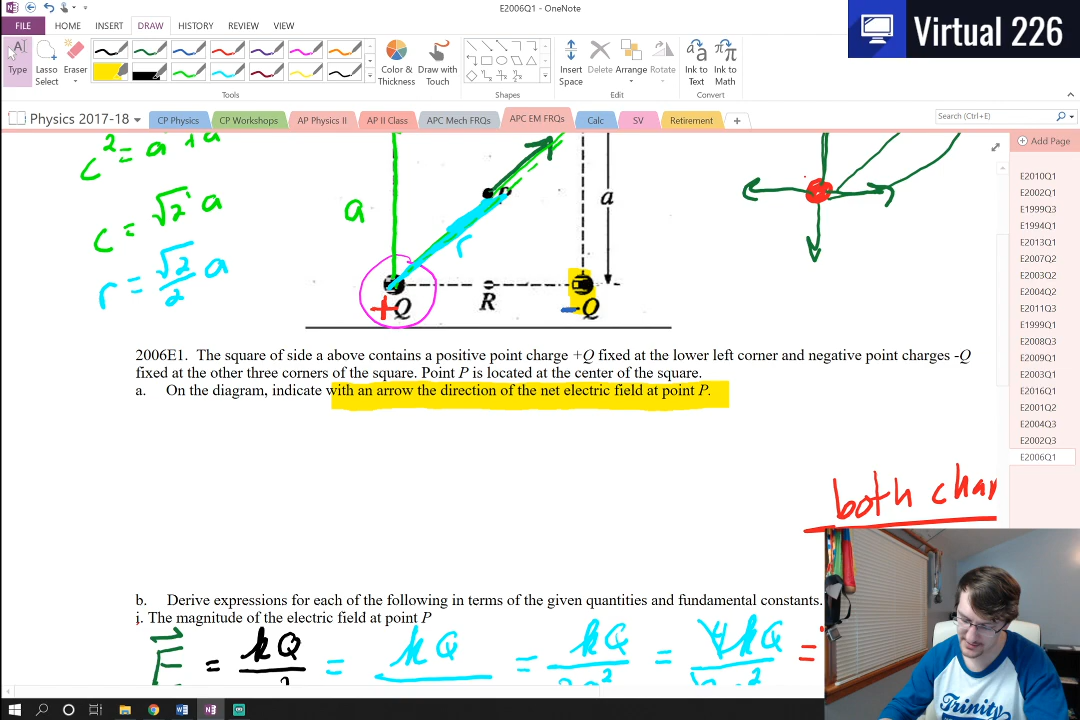 E2006Q1 - OneNote
Virtual 226
FILE HOME INSERT DRAW HISTORY REVIEW VIEW
Type Lasso Select Eraser Color & Thickness Draw with Touch Insert Space Delete Arrange Rotate Ink to Text Ink to Math
Tools Shapes Edit Convert
Physics 2017-18 CP Physics CP Workshops AP Physics II AP II Class APC Mech FRQs APC EM FRQs Calc SV Retirement + Search (Ctrl+E)
Add Page
E2010Q1
E2002Q1
E1999Q3
E1994Q1
E2013Q1
E2007Q2
E2003Q2
E2004Q2
E2011Q3
E1999Q1
E2008Q3
E2009Q1
E2003Q1
E2016Q1
E2001Q2
E2004Q3
E2002Q3
E2006Q1
c = √2 a
r = √2/2 a
a
r
a
+Q
R
-Q
2006E1. The square of side a above contains a positive point charge +Q fixed at the lower left corner and negative point charges -Q
fixed at the other three corners of the square. Point P is located at the center of the square.
a. On the diagram, indicate with an arrow the direction of the net electric field at point P.
both char
b. Derive expressions for each of the following in terms of the given quantities and fundamental constants.
i. The magnitude of the electric field at point P
E = kQ = kQ = kQ = 4kQ =
Trinity